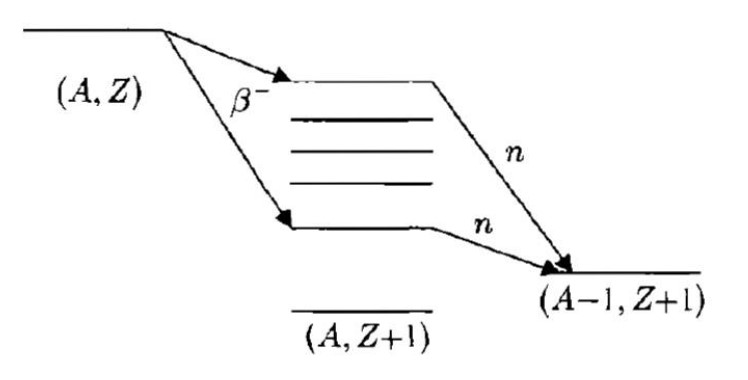 (A, Z)
β⁻
n
n
(A−1, Z+1)
(A, Z+1)